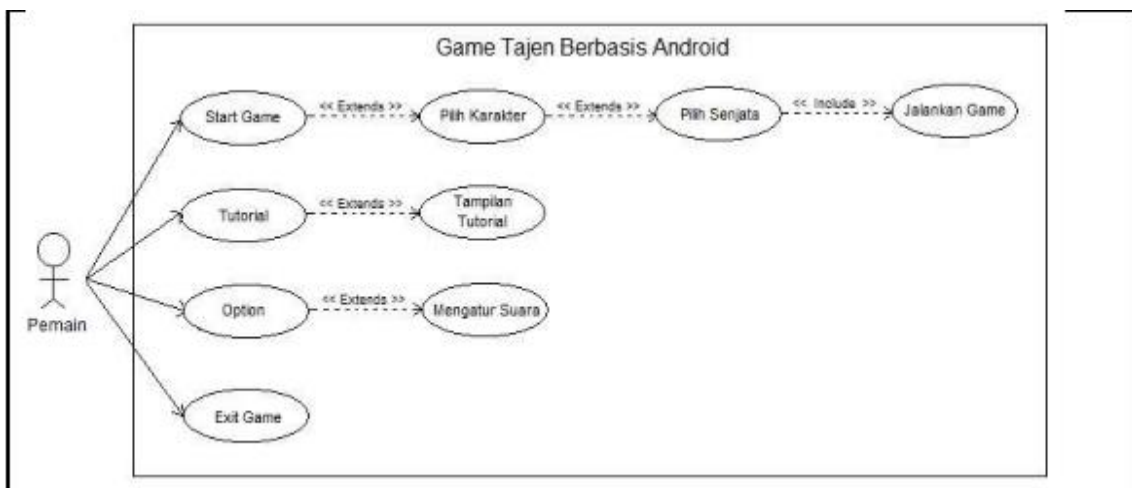 Game Tajen Berbasis Android
Start Game
<< Extends >>
Pilih Karakter
<< Extends >>
Pilih Senjata
<< Include >>
Jalankan Game
Tutorial
<< Extends >>
Tampilan
Tutorial
Option
<< Extends >>
Mengatur Suara
Exit Game
Pemain